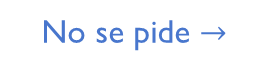 No se pide →